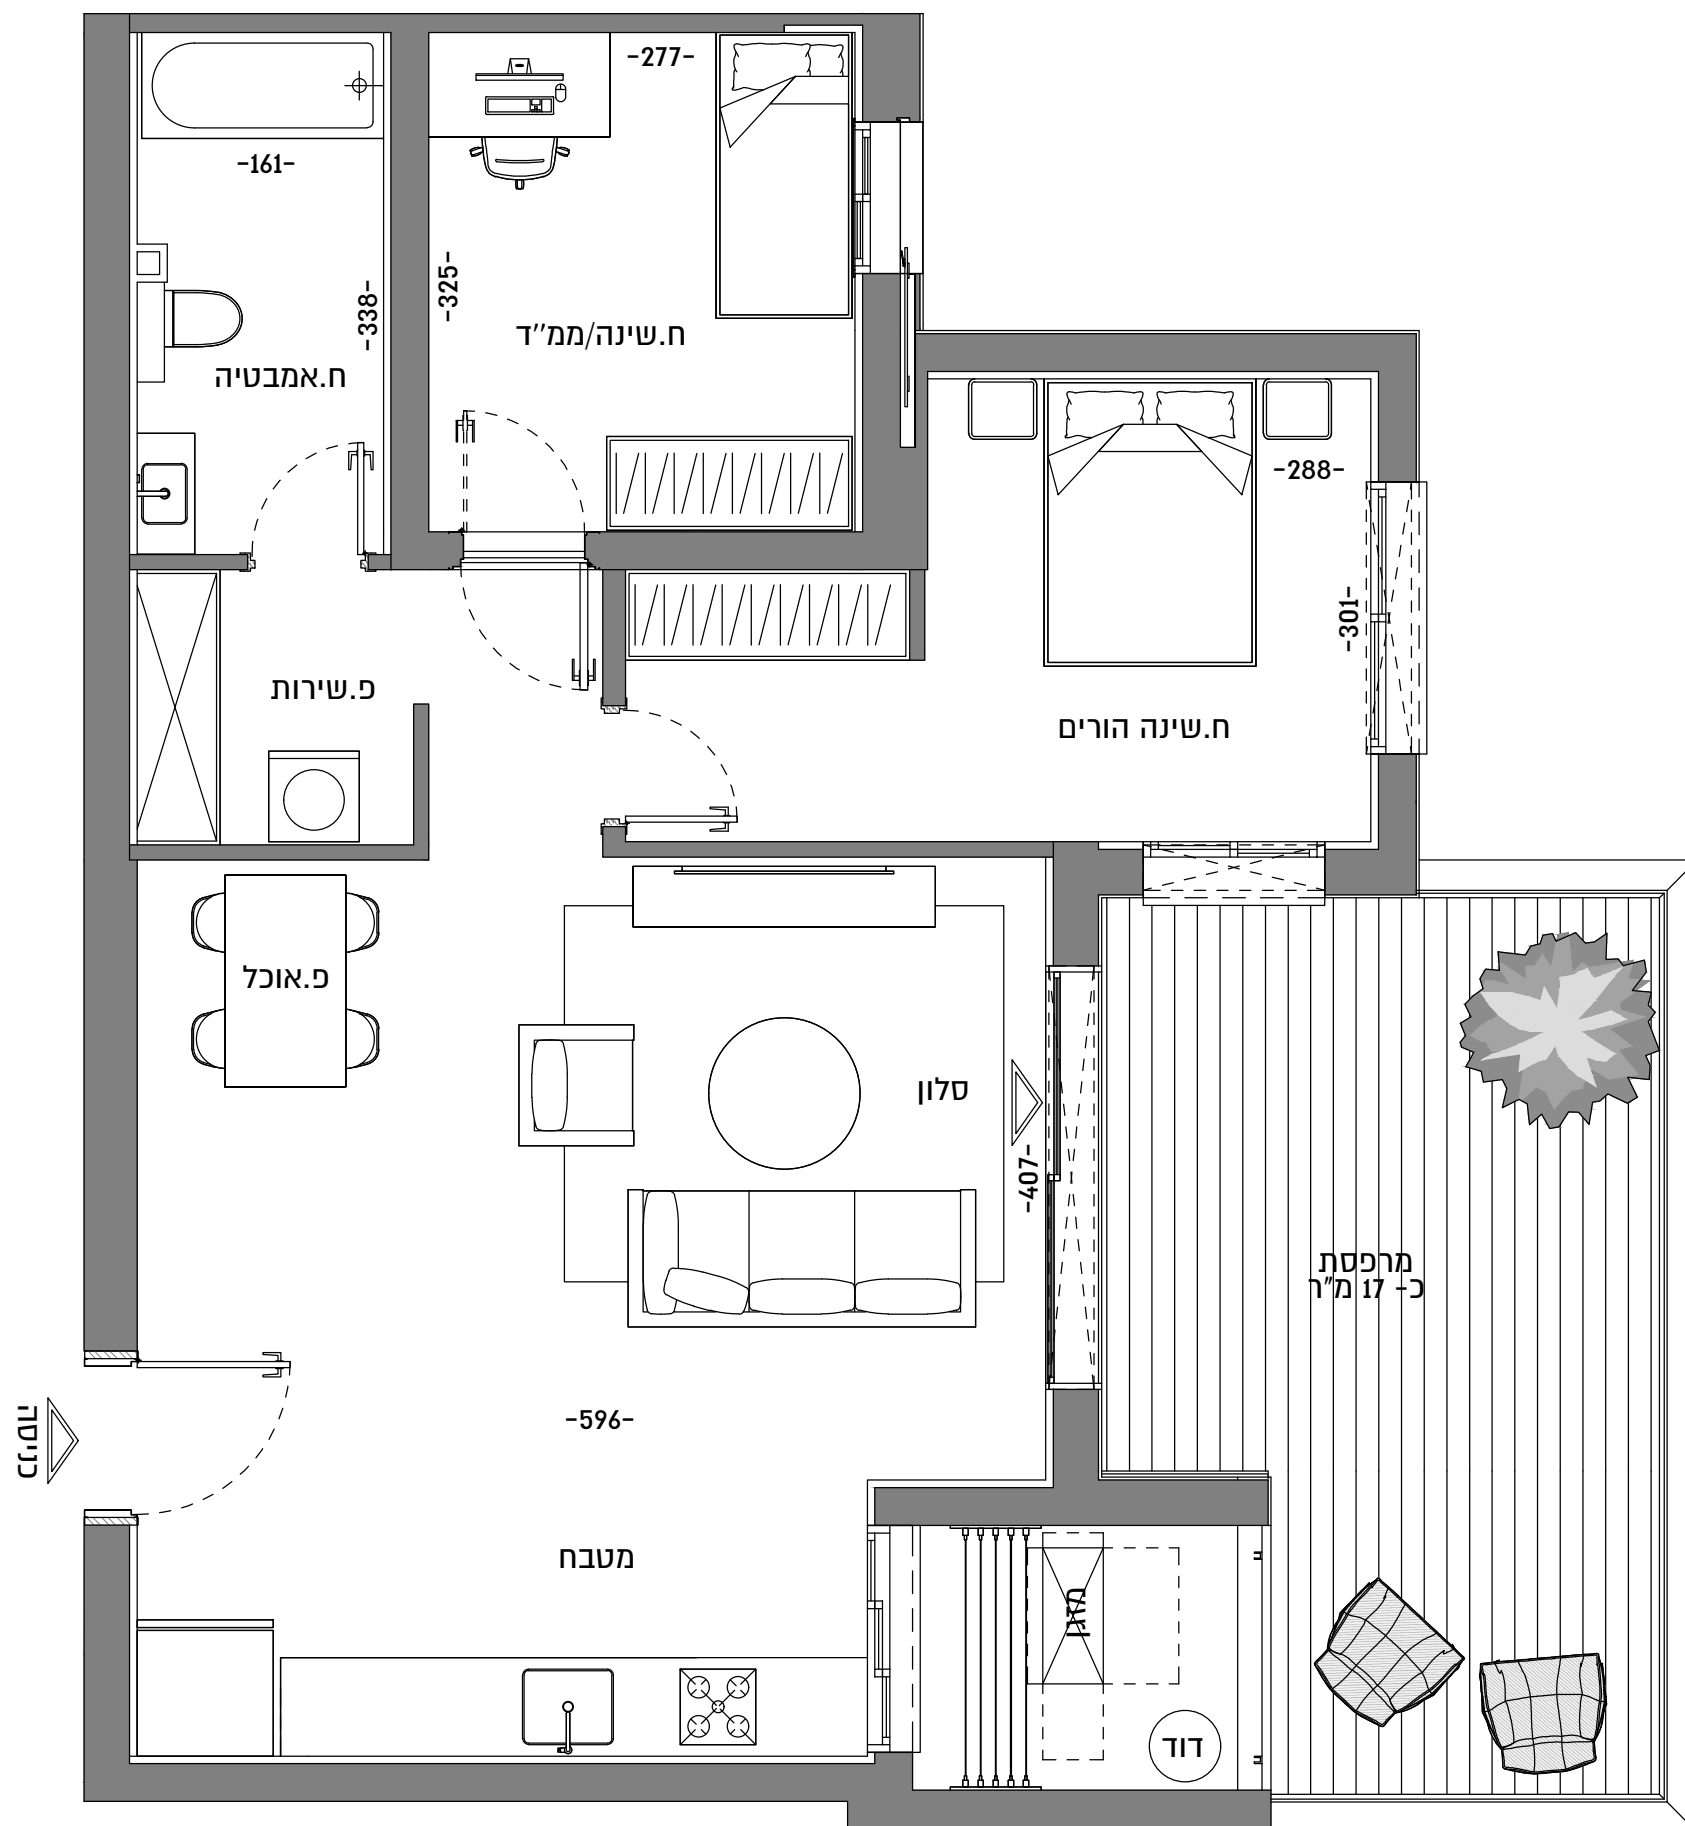 -277-
-161-
-325-
-338-
ח.שינה/ממ''ד
ח.אמבטיה
-288-
-301-
פ.שירות
ח.שינה הורים
פ.אוכל
סלון
-407-
מרפסת
כ- 17 מ"ר
כניסה
-596-
מטבח
מזגן
דוד